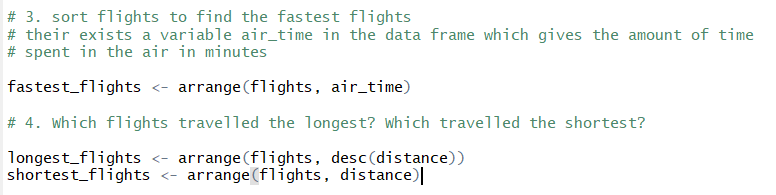 # 3. sort flights to find the fastest flights
# their exists a variable air_time in the data frame which gives the amount of time
# spent in the air in minutes
fastest_flights <- arrange(flights, air_time)
# 4. Which flights travelled the longest? Which travelled the shortest?
longest_flights <- arrange(flights, desc(distance))
shortest_flights <- arrange(flights, distance)